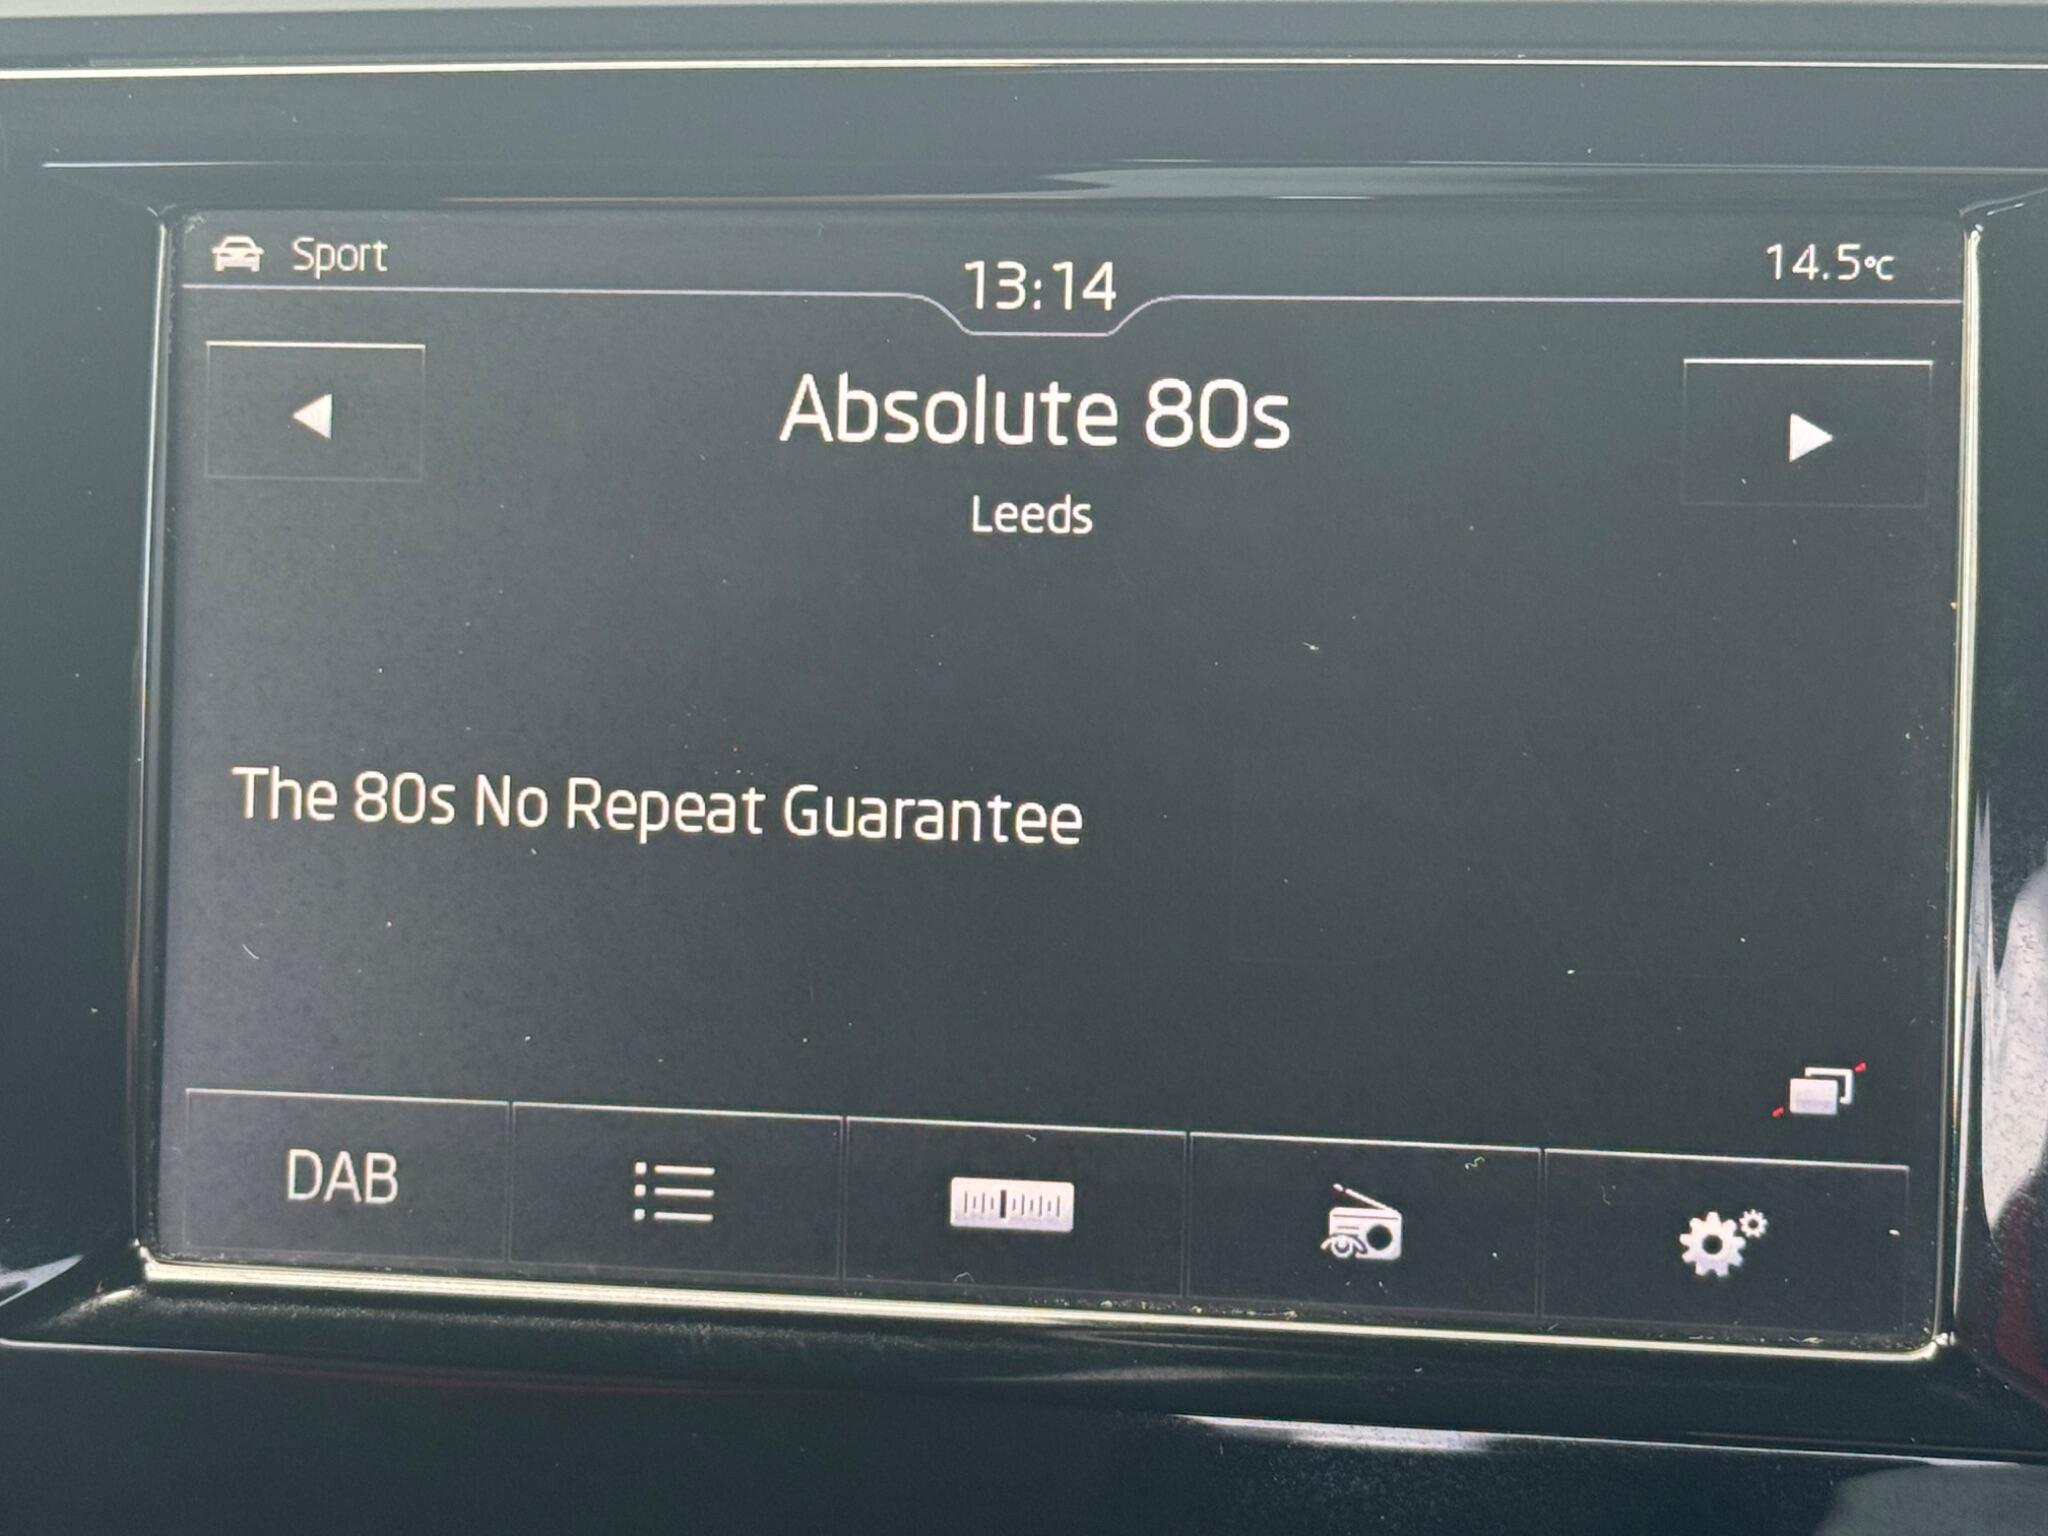 Sport
13:14
14.5°C
Absolute 80s
Leeds
The 80s No Repeat Guarantee
DAB